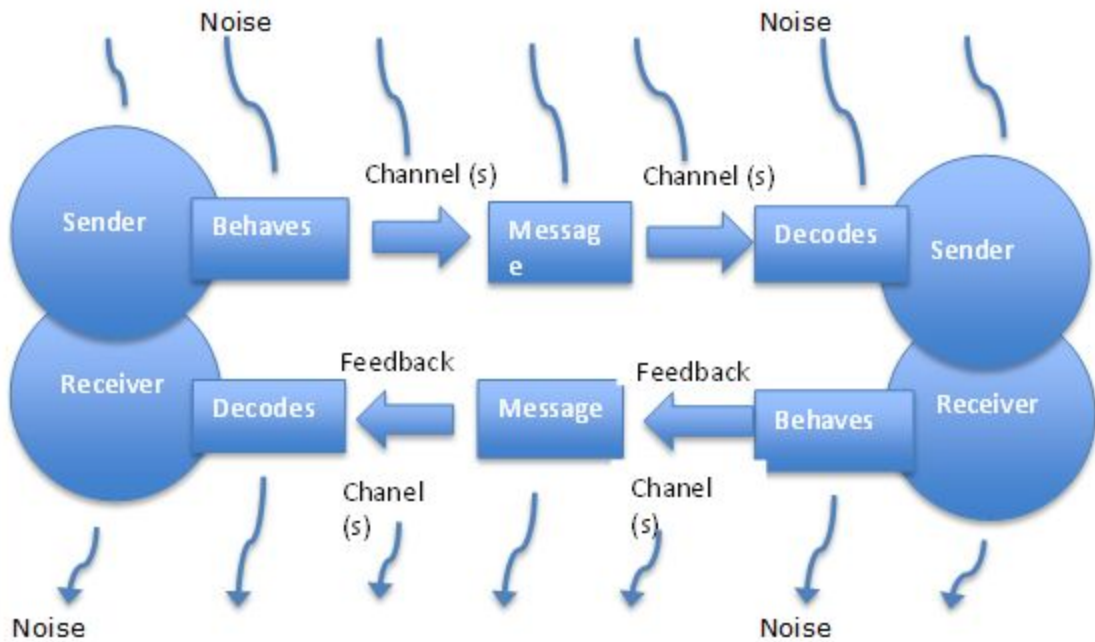 Noise
Noise
Channel (s)
Channel (s)
Sender
Behaves
Messag
e
Decodes
Sender
Feedback
Feedback
Receiver
Decodes
Message
Behaves
Receiver
Chanel
(s)
Chanel
(s)
Noise
Noise